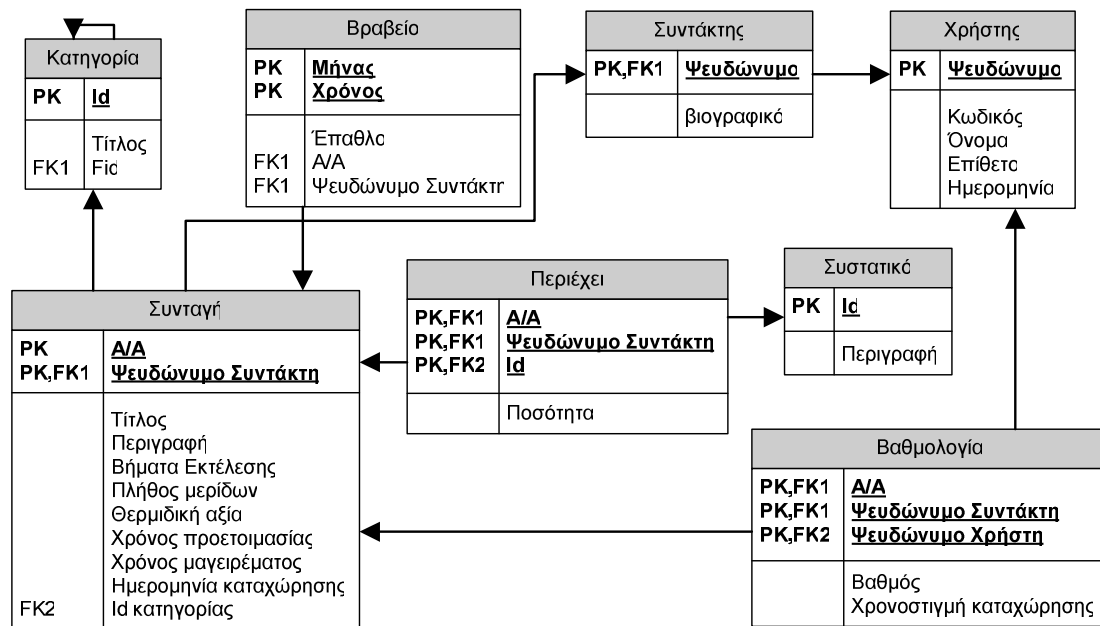 Κατηγορία
PK Id
Τίτλος
FK1 Fid
Βραβείο
PK Μήνας
PK Χρόνος
Έπαθλο
FK1 A/A
FK1 Ψευδώνυμο Συντάκτη
Συντάκτης
PK,FK1 Ψευδώνυμο
βιογραφικό
Χρήστης
PK Ψευδώνυμο
Κωδικός
Όνομα
Επίθετο
Ημερομηνία
Συνταγή
PK A/A
PK,FK1 Ψευδώνυμο Συντάκτη
Τίτλος
Περιγραφή
Βήματα Εκτέλεσης
Πλήθος μερίδων
Θερμιδική αξία
Χρόνος προετοιμασίας
Χρόνος μαγειρέματος
Ημερομηνία καταχώρησης
FK2 Id κατηγορίας
Περιέχει
PK,FK1 A/A
PK,FK1 Ψευδώνυμο Συντάκτη
PK,FK2 Id
Ποσότητα
Συστατικό
PK Id
Περιγραφή
Βαθμολογία
PK,FK1 A/A
PK,FK1 Ψευδώνυμο Συντάκτη
PK,FK2 Ψευδώνυμο Χρήστη
Βαθμός
Χρονοστιγμή καταχώρησης